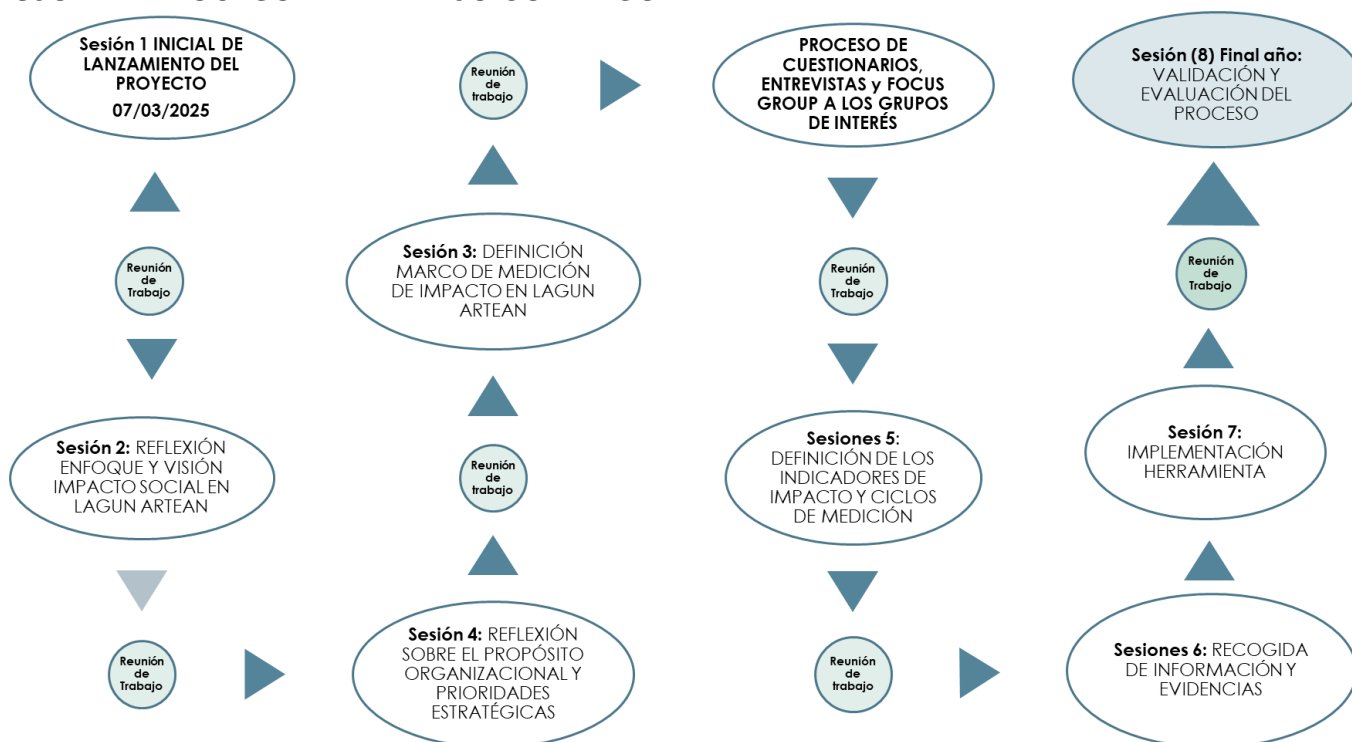 Sesión 1 INICIAL DE
LANZAMIENTO DEL
PROYECTO
07/03/2025
Reunión
de
Trabajo
Sesión 2: REFLEXIÓN
ENFOQUE Y VISIÓN
IMPACTO SOCIAL EN
LAGUN ARTEAN
Reunión
de
Trabajo
Sesión 4: REFLEXIÓN
SOBRE EL PROPÓSITO
ORGANIZACIONAL Y
PRIORIDADES
ESTRATÉGICAS
Reunión
de
trabajo
Sesión 3: DEFINICIÓN
MARCO DE MEDICIÓN
DE IMPACTO EN LAGUN
ARTEAN
Reunión
de
trabajo
PROCESO DE
CUESTIONARIOS,
ENTREVISTAS y FOCUS
GROUP A LOS GRUPOS
DE INTERÉS
Reunión
de
Trabajo
Sesiones 5:
DEFINICIÓN DE LOS
INDICADORES DE
IMPACTO Y CICLOS
DE MEDICIÓN
Reunión
de
trabajo
Sesiones 6: RECOGIDA
DE INFORMACIÓN Y
EVIDENCIAS
Sesión 7:
IMPLEMENTACIÓN
HERRAMIENTA
Reunión
de
Trabajo
Sesión (8) Final año:
VALIDACIÓN Y
EVALUACIÓN DEL
PROCESO